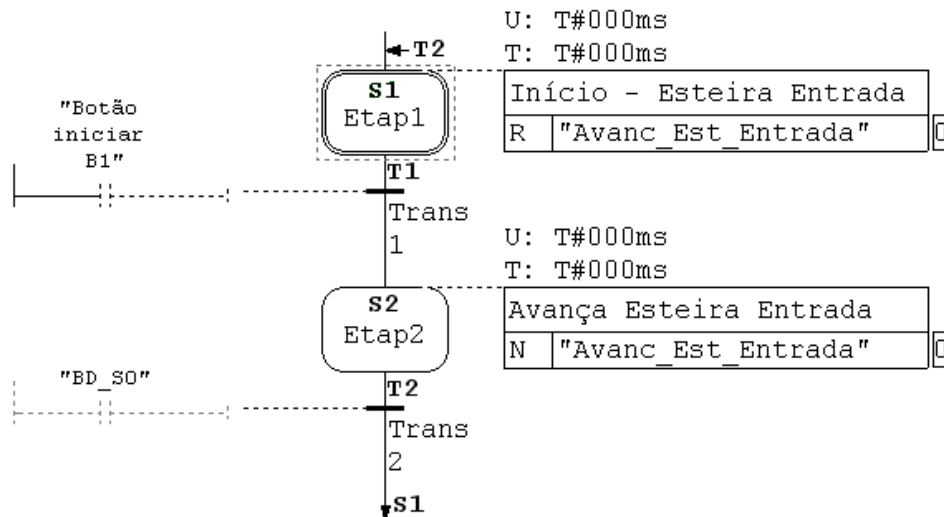 U: T#000ms
T2
T: T#000ms
S1
Etap1
Início - Esteira Entrada
R "Avanc_Est_Entrada"
"Botão
iniciar
B1"
T1
Trans
1
U: T#000ms
T: T#000ms
S2
Etap2
Avança Esteira Entrada
N "Avanc_Est_Entrada"
"BD_S0"
T2
Trans
2
S1